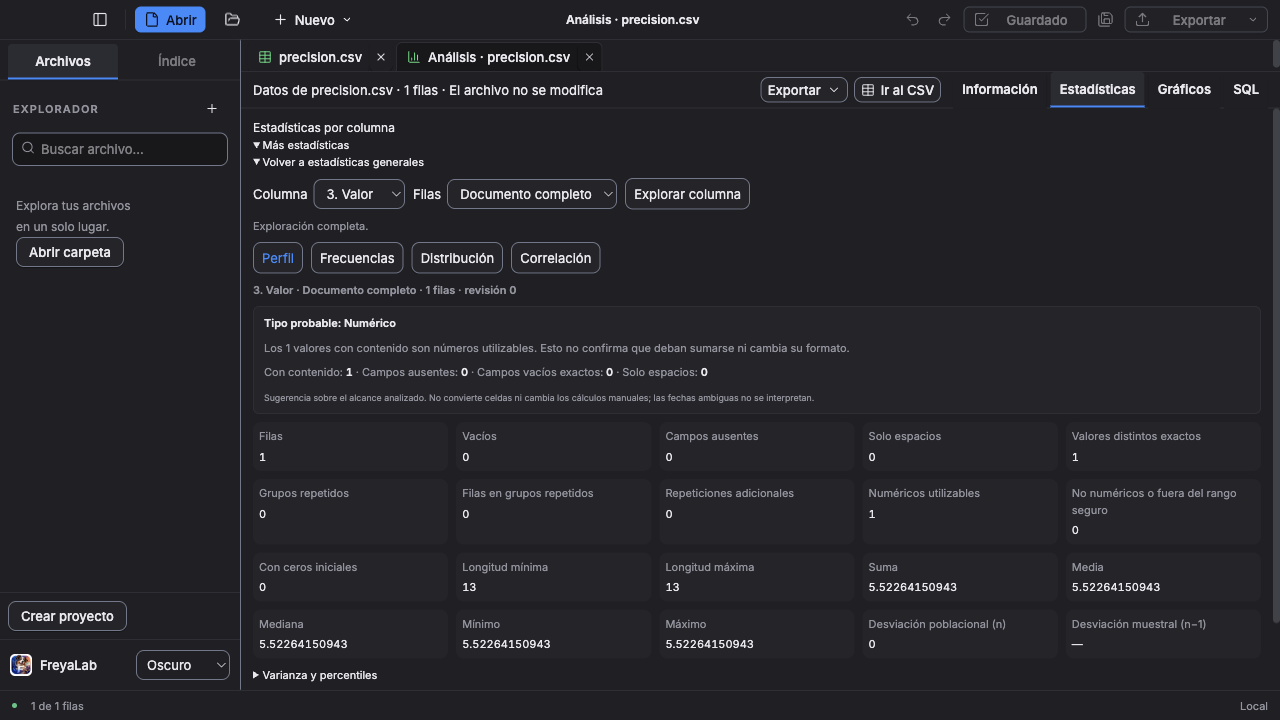 Abrir
Nuevo
Análisis · precision.csv
Guardado
Exportar
Archivos
Índice
precision.csv
Análisis · precision.csv
EXPLORADOR
Buscar archivo...
Explora tus archivos
en un solo lugar.
Abrir carpeta
Datos de precision.csv · 1 filas · El archivo no se modifica
Exportar
Ir al CSV
Información
Estadísticas
Gráficos
SQL
Estadísticas por columna
Más estadísticas
Volver a estadísticas generales
Columna
3. Valor
Filas
Documento completo
Explorar columna
Exploración completa.
Perfil
Frecuencias
Distribución
Correlación
3. Valor · Documento completo · 1 filas · revisión 0
Tipo probable: Numérico
Los 1 valores con contenido son números utilizables. Esto no confirma que deban sumarse ni cambia su formato.
Con contenido: 1 · Campos ausentes: 0 · Campos vacíos exactos: 0 · Solo espacios: 0
Sugerencia sobre el alcance analizado. No convierte celdas ni cambia los cálculos manuales; las fechas ambiguas no se interpretan.
Filas
1
Vacíos
0
Campos ausentes
0
Solo espacios
0
Valores distintos exactos
1
Grupos repetidos
0
Filas en grupos repetidos
0
Repeticiones adicionales
0
Numéricos utilizables
1
No numéricos o fuera del rango
seguro
0
Con ceros iniciales
0
Longitud mínima
13
Longitud máxima
13
Suma
5.52264150943
Media
5.52264150943
Mediana
5.52264150943
Mínimo
5.52264150943
Máximo
5.52264150943
Desviación poblacional (n)
0
Desviación muestral (n−1)
—
Varianza y percentiles
Crear proyecto
FreyaLab
Oscuro
1 de 1 filas
Local